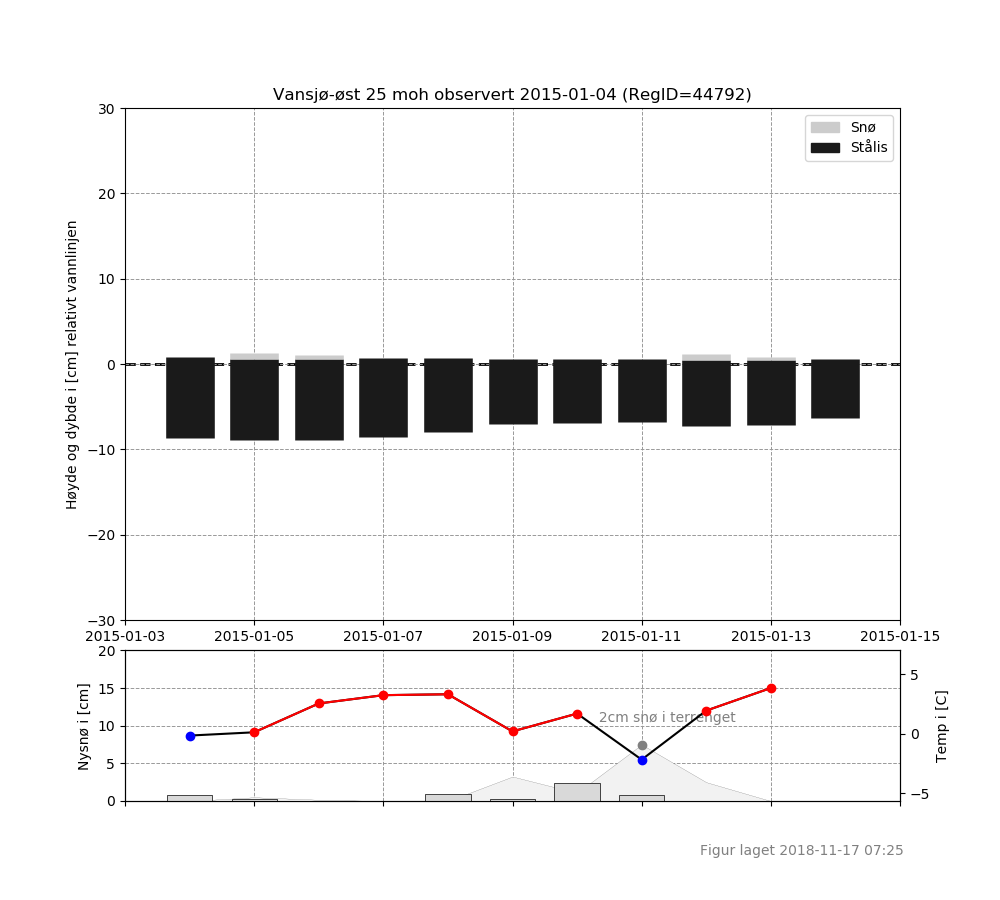 Vansjø-øst 25 moh observert 2015-01-04 (RegID=44792)
Snø
Stålis
Høyde og dybde i [cm] relativt vannlinjen
30
20
10
0
−10
−20
−30
2015-01-03
2015-01-05
2015-01-07
2015-01-09
2015-01-11
2015-01-13
2015-01-15
Nysnø i [cm]
20
15
10
5
0
2cm snø i terrenget
5
0
−5
Temp i [C]
Figur laget 2018-11-17 07:25